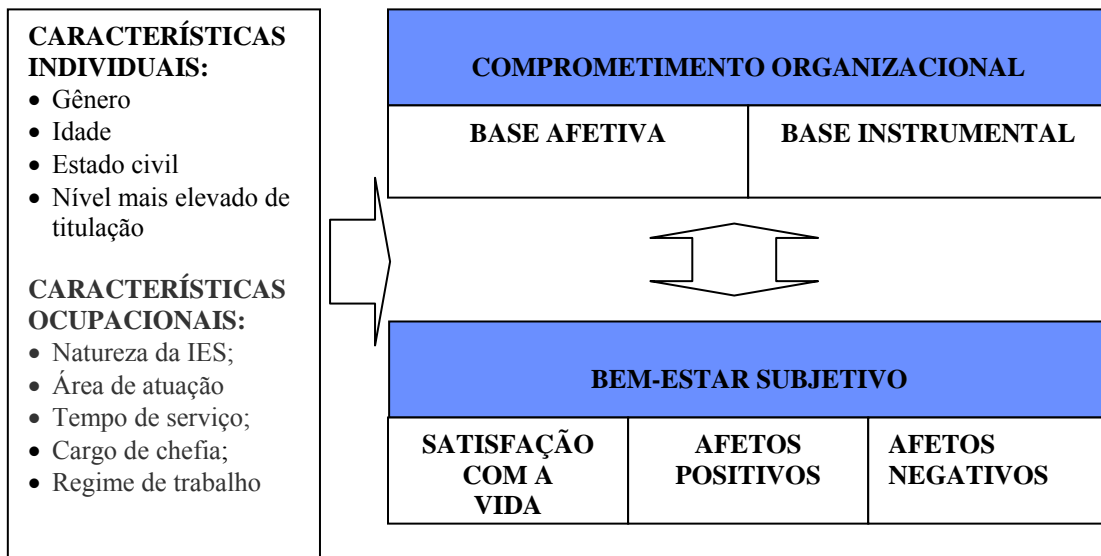 CARACTERÍSTICAS
INDIVIDUAIS:
• Gênero
• Idade
• Estado civil
• Nível mais elevado de
titulação
CARACTERÍSTICAS
OCUPACIONAIS:
• Natureza da IES;
• Área de atuação
• Tempo de serviço;
• Cargo de chefia;
• Regime de trabalho
COMPROMETIMENTO ORGANIZACIONAL
BASE AFETIVA
BASE INSTRUMENTAL
BEM-ESTAR SUBJETIVO
SATISFAÇÃO
COM A
VIDA
AFETOS
POSITIVOS
AFETOS
NEGATIVOS